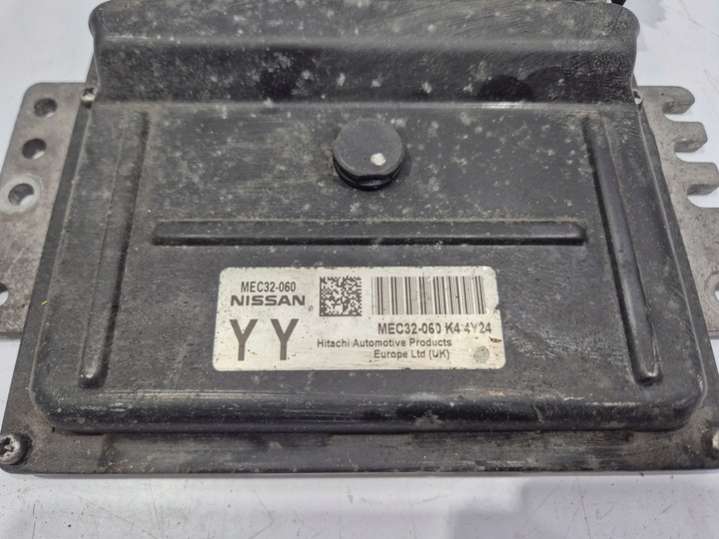 MEC32-060
NISSAN
YY
MEC32-060 K4 4Y24
Hitachi Automotive Products
Europe Ltd (UK)